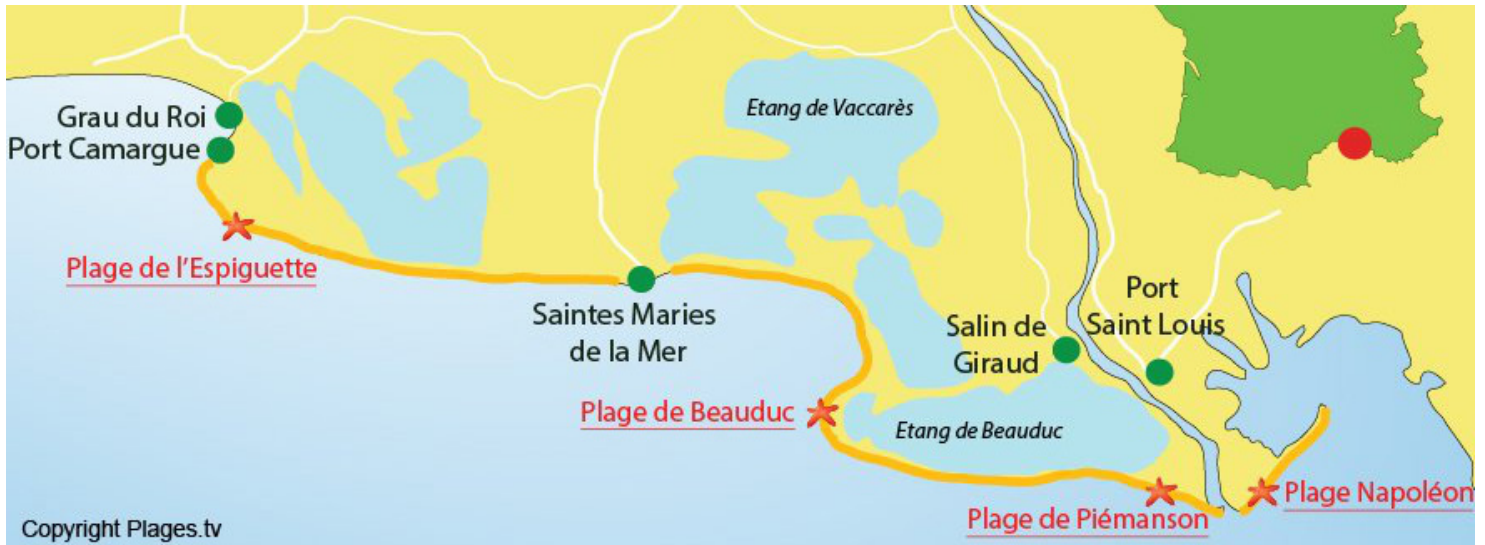 Grau du Roi
Port Camargue
Plage de l'Espiguette
Etang de Vaccarès
Saintes Maries
de la Mer
Plage de Beauduc
Etang de Beauduc
Salin de
Giraud
Port
Saint Louis
Plage de Piémanson
Plage Napoléon
Copyright Plages.tv